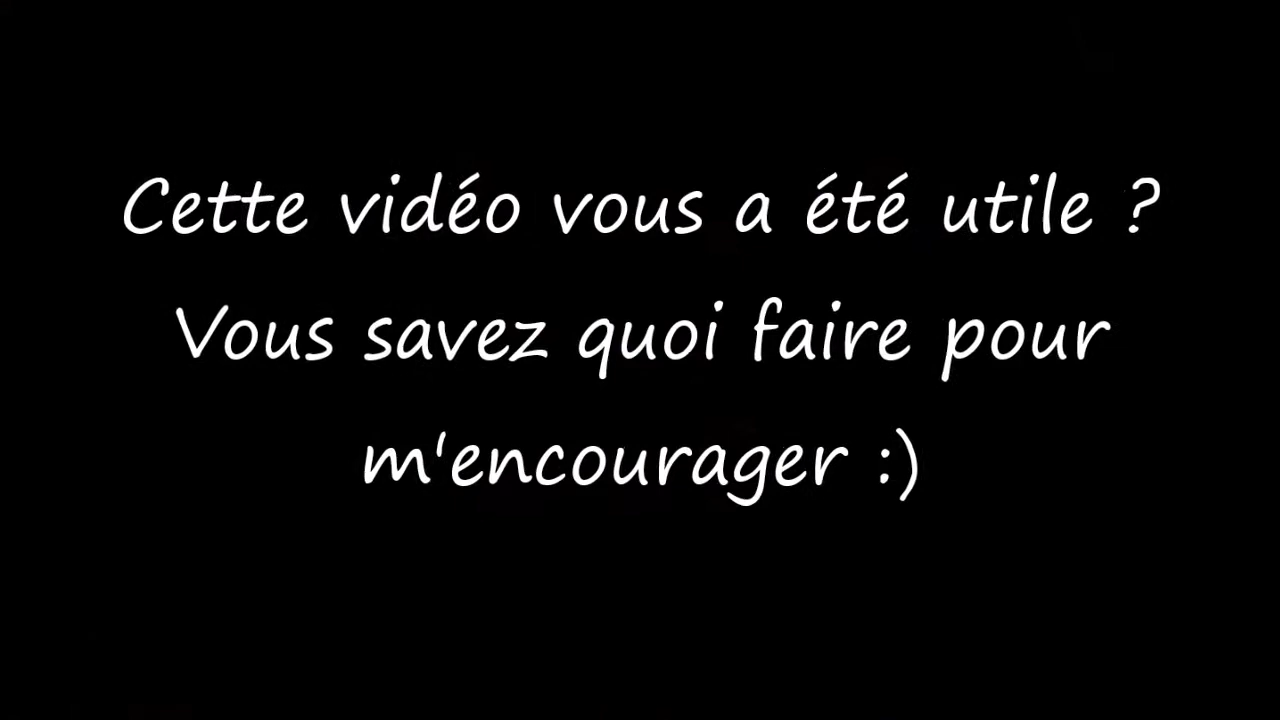 Cette vidéo vous a été utile ?
Vous savez quoi faire pour
m'encourager :)